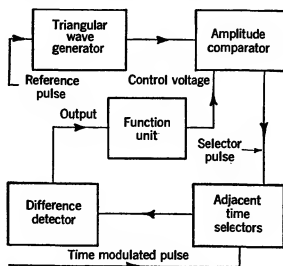 Triangular
wave
generator
Amplitude
comparator
Reference
pulse
Control voltage
Output
Function
unit
Selector
pulse
Difference
detector
Adjacent
time
selectors
Time modulated pulse